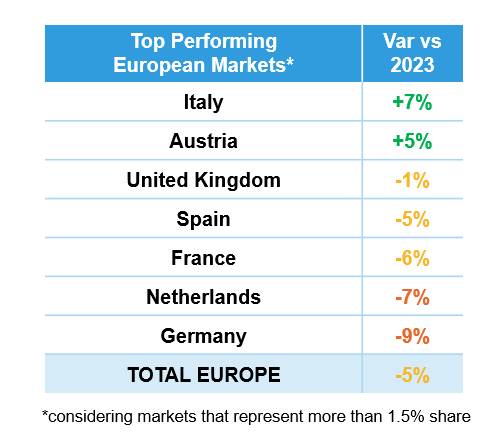 Top Performing Var vs
European Markets* 2023
Italy +7%
Austria +5%
United Kingdom -1%
Spain -5%
France -6%
Netherlands -7%
Germany -9%
TOTAL EUROPE -5%
*considering markets that represent more than 1.5% share